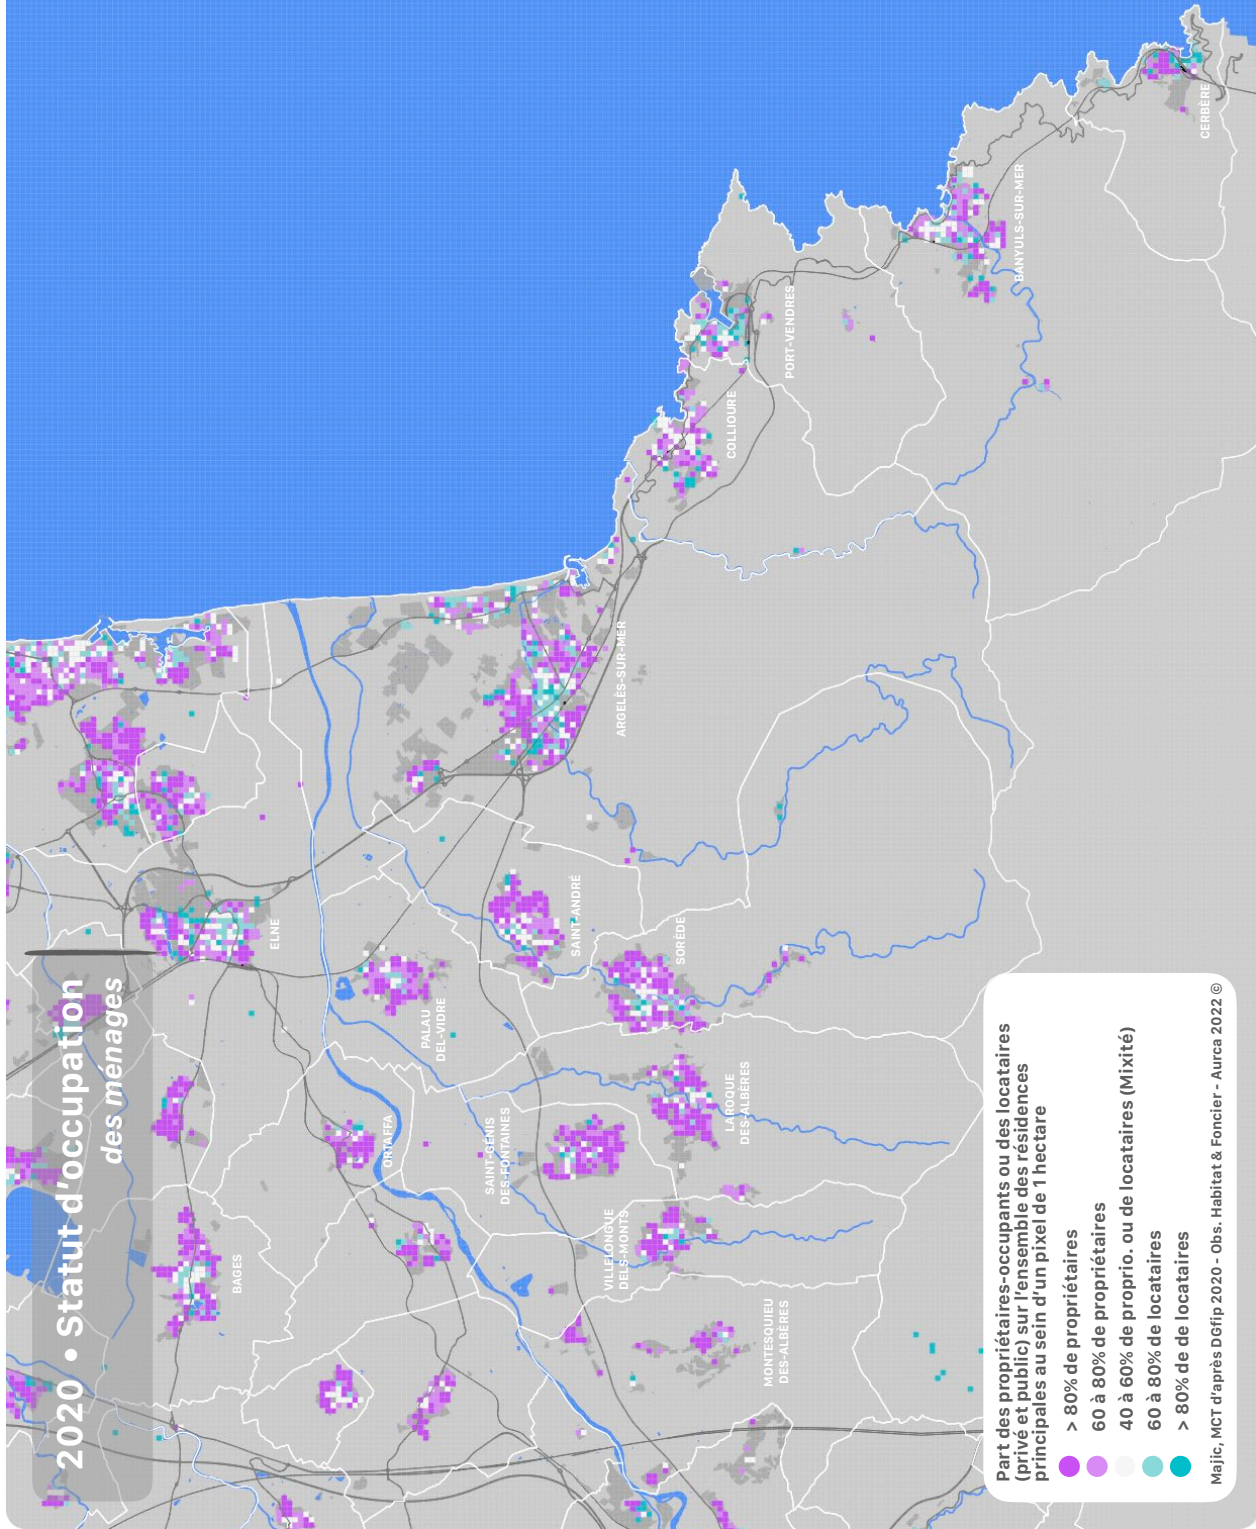 2020 • Statut d'occupation
des ménages
ELNE
BAGES
ORTAFFA
PALAU
DEL-VIDRE
SAINT-GÉNIS
DES-FONTAINES
SAINT-ANDRÉ
SORÈDE
LAROQUE
DES-ALBÈRES
VILLELONGUE
DELS-MONTS
MONTESQUIEU
DES-ALBÈRES
ARGELÈS-SUR-MER
COLLIOURE
PORT-VENDRES
BANYULS-SUR-MER
CERBÈRE
Part des propriétaires-occupants ou des locataires
(privé et public) sur l'ensemble des résidences
principales au sein d'un pixel de 1 hectare
> 80% de propriétaires
60 à 80% de propriétaires
40 à 60% de proprio. ou de locataires (Mixité)
60 à 80% de locataires
> 80% de de locataires
Majic, MCT d'après DGfip 2020 - Obs. Habitat & Foncier - Aurca 2022 ©